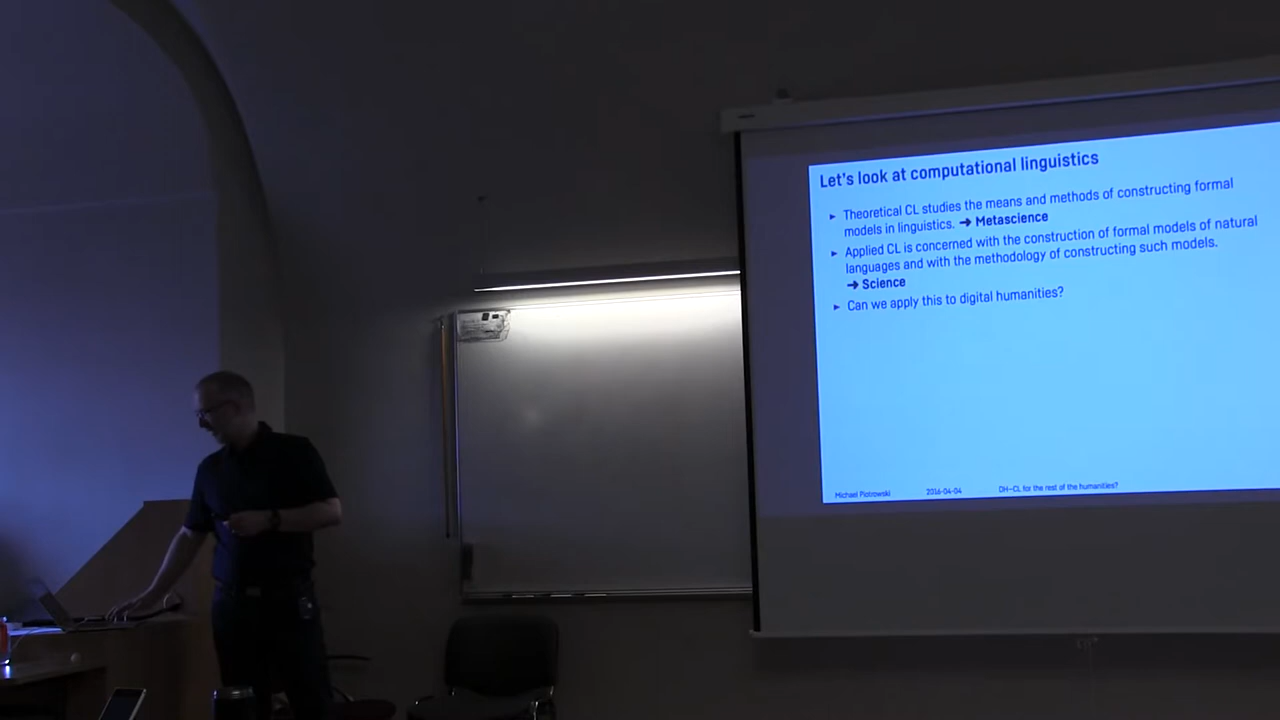 Let's look at computational linguistics
► Theoretical CL studies the means and methods of constructing formal
models in linguistics. ➜ Metascience
► Applied CL is concerned with the construction of formal models of natural
languages and with the methodology of constructing such models.
➜ Science
► Can we apply this to digital humanities?
Michael Piotrowski 2016-04-04 DH—CL for the rest of the humanities?